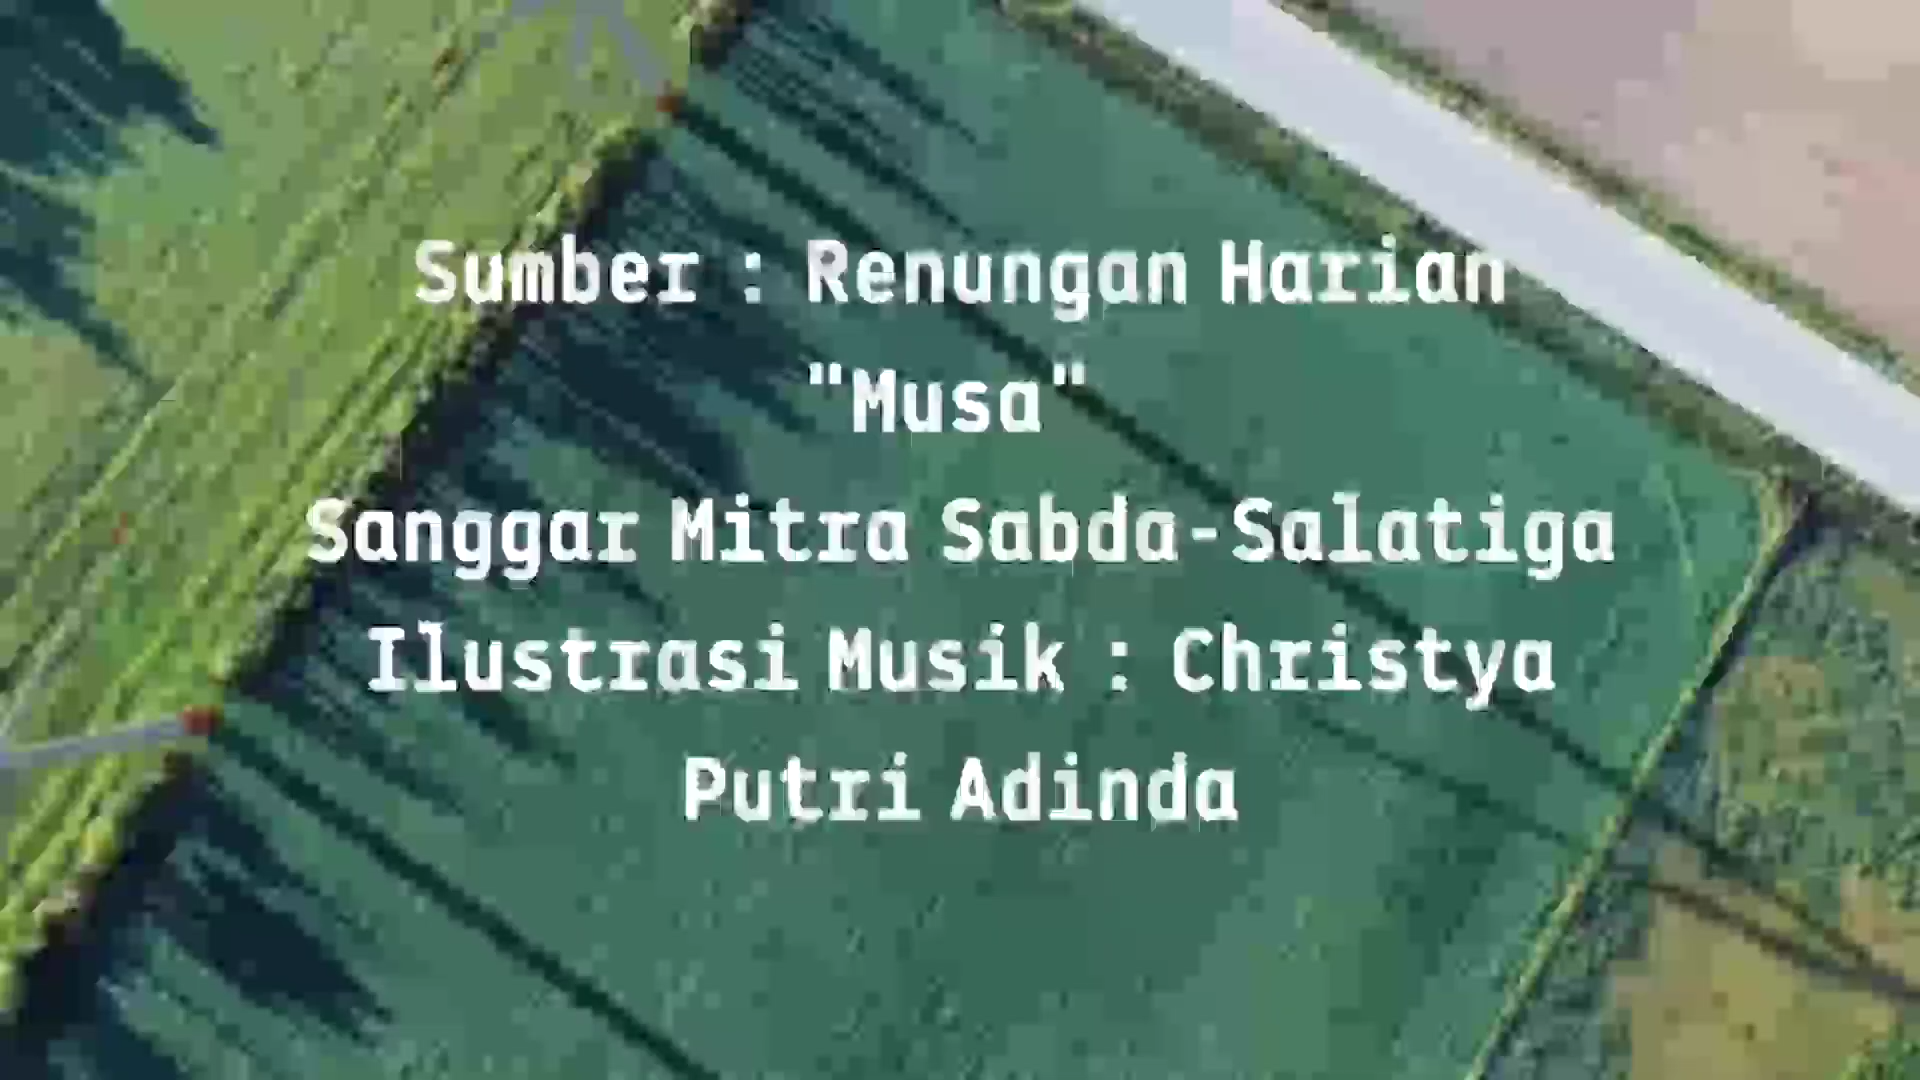 Sumber : Renungan Harian
"Musa"
Sanggar Mitra Sabda-Salatiga
Ilustrasi Musik : Christya
Putri Adinda